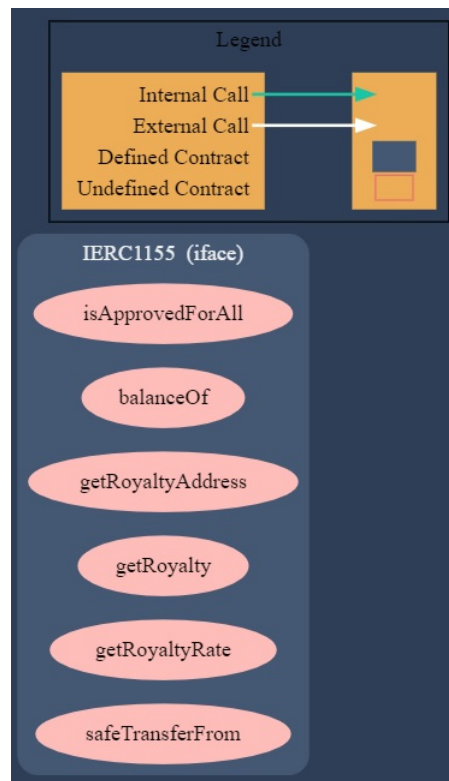 Legend
Internal Call
External Call
Defined Contract
Undefined Contract
IERC1155 (iface)
isApprovedForAll
balanceOf
getRoyaltyAddress
getRoyalty
getRoyaltyRate
safeTransferFrom